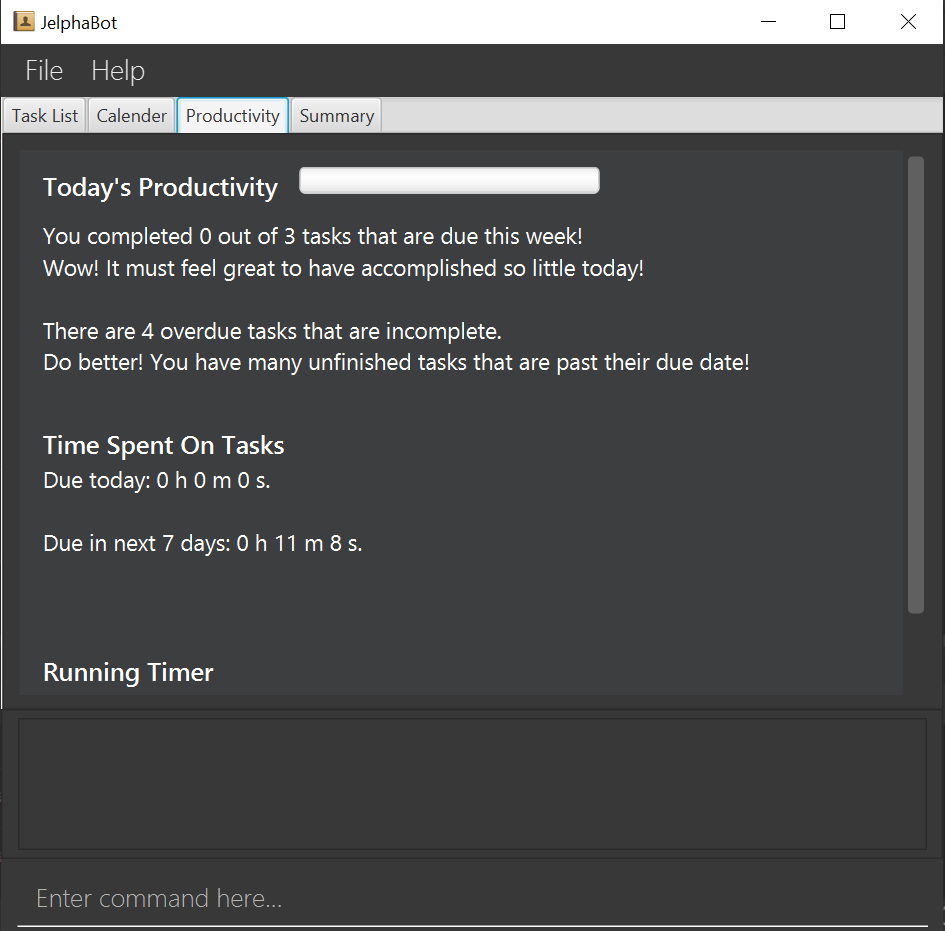 JelphaBot
File Help
Task List Calender Productivity Summary
Today's Productivity
You completed 0 out of 3 tasks that are due this week!
Wow! It must feel great to have accomplished so little today!
There are 4 overdue tasks that are incomplete.
Do better! You have many unfinished tasks that are past their due date!
Time Spent On Tasks
Due today: 0 h 0 m 0 s.
Due in next 7 days: 0 h 11 m 8 s.
Running Timer
Enter command here...